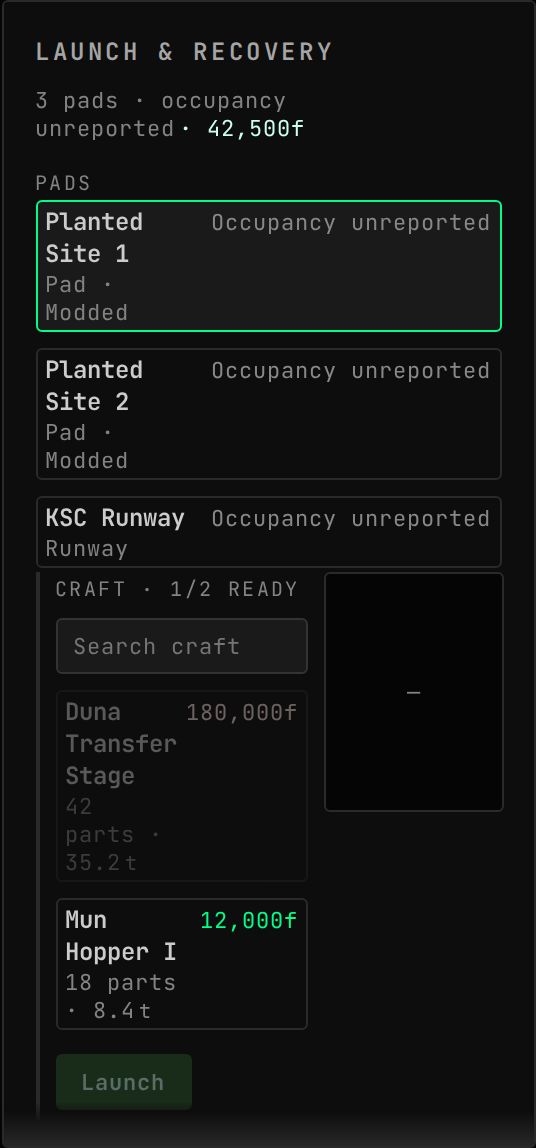 LAUNCH & RECOVERY
3 pads · occupancy
unreported · 42,500f
PADS
Planted Occupancy unreported
Site 1
Pad ·
Modded
Planted Occupancy unreported
Site 2
Pad ·
Modded
KSC Runway Occupancy unreported
Runway
CRAFT · 1/2 READY
Search craft
—
Duna 180,000f
Transfer
Stage
42
parts ·
35.2t
Mun 12,000f
Hopper I
18 parts
· 8.4t
Launch